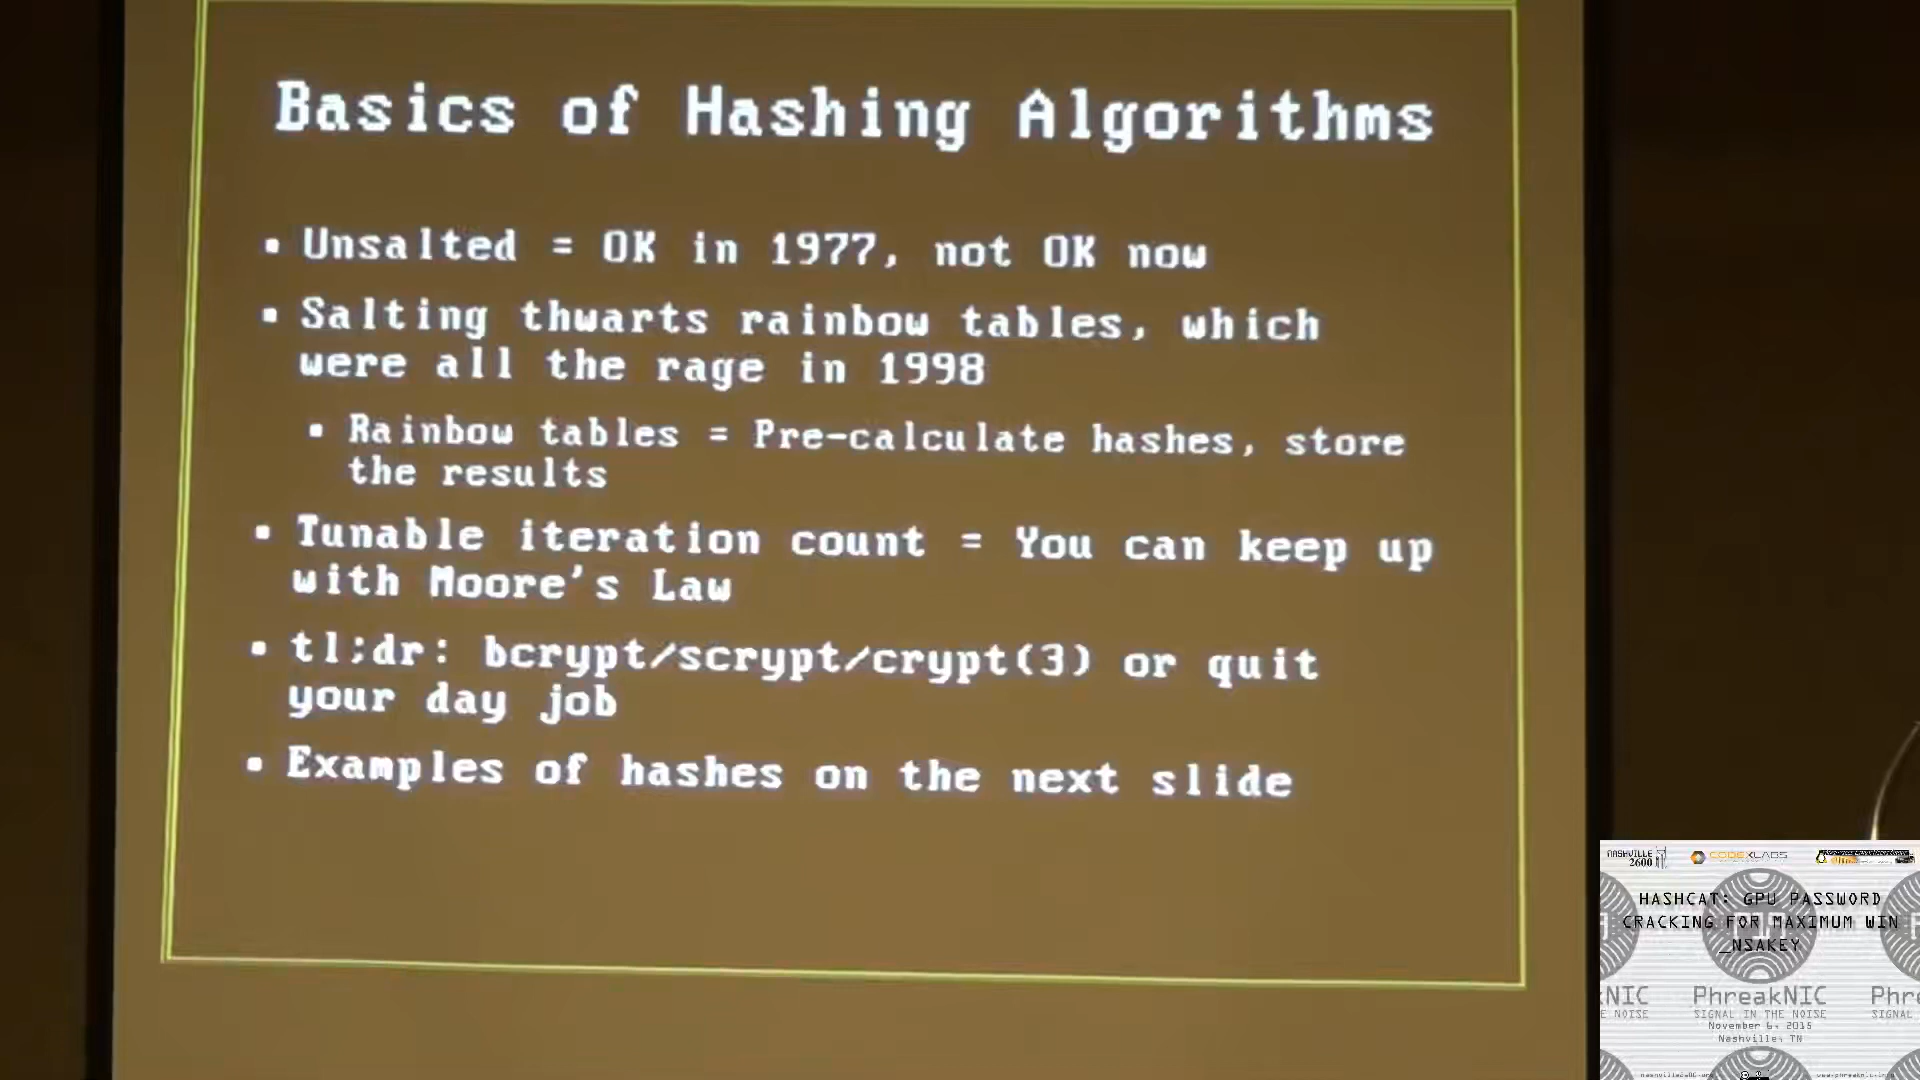 Basics of Hashing Algorithms
Unsalted = OK in 1977, not OK now
Salting thwarts rainbow tables, which
were all the rage in 1998
Rainbow tables = Pre-calculate hashes, store
the results
Tunable iteration count = You can keep up
with Moore's Law
tl;dr: bcrypt/scrypt/crypt(3) or quit
your day job
Examples of hashes on the next slide
NASHVILLE
2600
CODEXLABS
HASHCAT: GPU PASSWORD
CRACKING FOR MAXIMUM WIN
_NSAKEY
PhreakNIC
SIGNAL IN THE NOISE
November 6, 2015
Nashville, TN